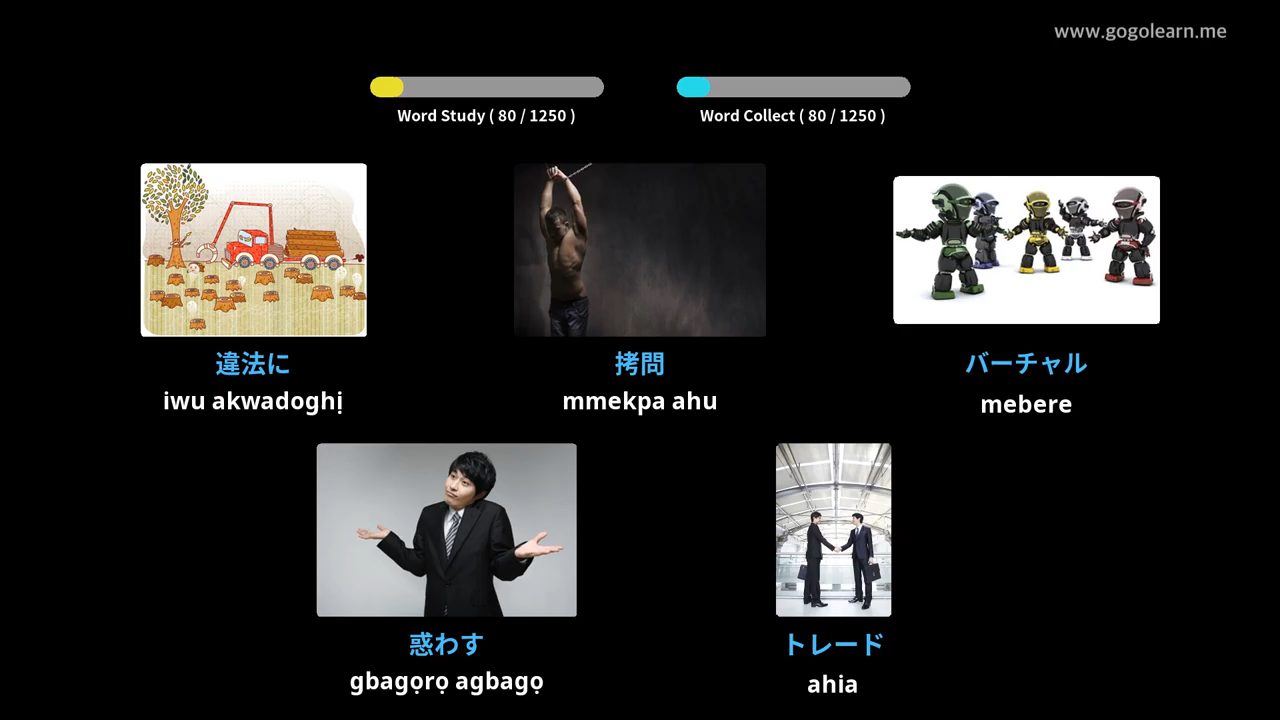 www.gogolearn.me
Word Study ( 80 / 1250 )
Word Collect ( 80 / 1250 )
違法に
iwu akwadoghị
拷問
mmekpa ahu
バーチャル
mebere
惑わす
gbagọrọ agbagọ
トレード
ahia